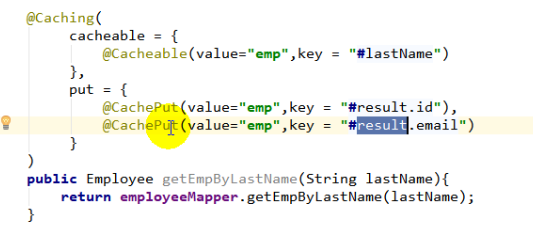 @Caching(
cacheable = {
@Cacheable(value="emp",key = "#lastName")
},
put = {
@CachePut(value="emp",key = "#result.id"),
@CachePut(value="emp",key = "#result.email")
}
)
public Employee getEmpByLastName(String lastName){
return employeeMapper.getEmpByLastName(lastName);
}